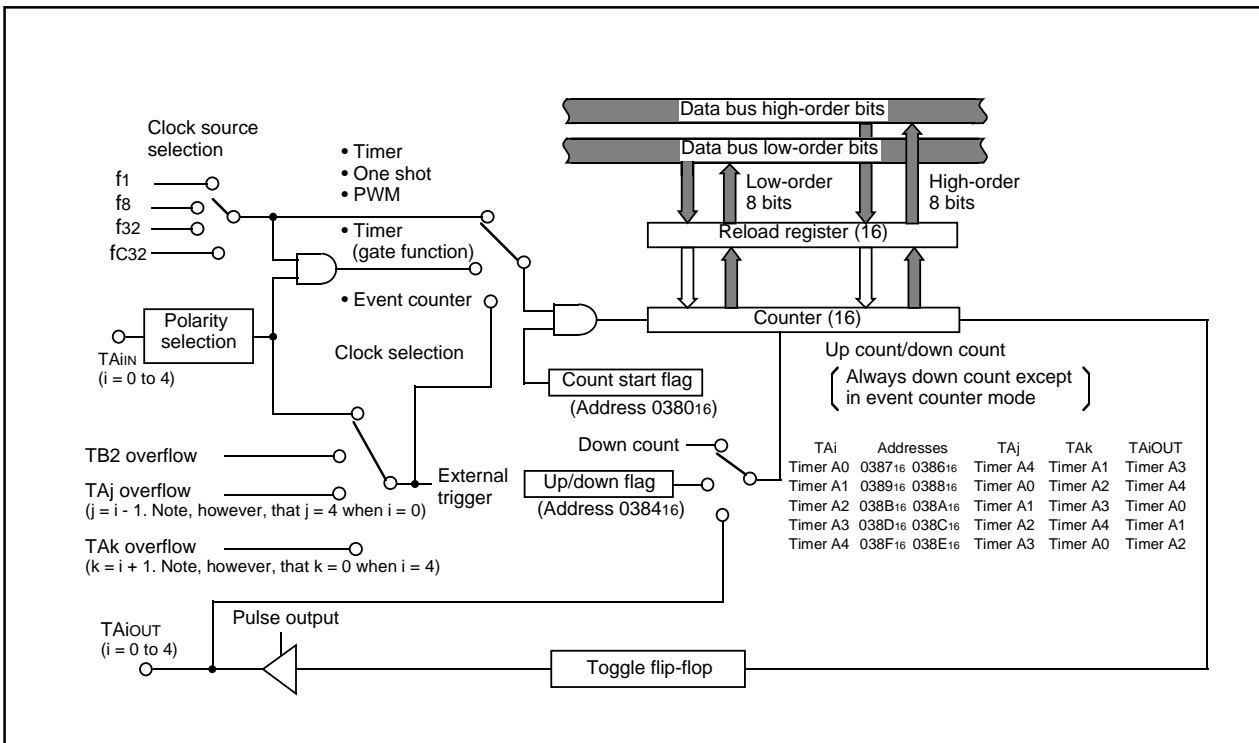 Data bus high-order bits
Data bus low-order bits
Clock source
selection
f1
f8
f32
fC32
• Timer
• One shot
• PWM
• Timer
(gate function)
• Event counter
Low-order
8 bits
High-order
8 bits
Reload register (16)
Counter (16)
Polarity
selection
TAiIN
(i = 0 to 4)
Clock selection
Count start flag
(Address 038016)
Up count/down count
Always down count except
in event counter mode
TB2 overflow
TAj overflow
(j = i - 1. Note, however, that j = 4 when i = 0)
TAk overflow
(k = i + 1. Note, however, that k = 0 when i = 4)
External
trigger
Down count
Up/down flag
(Address 038416)
TAi Addresses TAj TAk TAiOUT
Timer A0 038716 038616 Timer A4 Timer A1 Timer A3
Timer A1 038916 038816 Timer A0 Timer A2 Timer A4
Timer A2 038B16 038A16 Timer A1 Timer A3 Timer A0
Timer A3 038D16 038C16 Timer A2 Timer A4 Timer A1
Timer A4 038F16 038E16 Timer A3 Timer A0 Timer A2
Pulse output
TAiOUT
(i = 0 to 4)
Toggle flip-flop